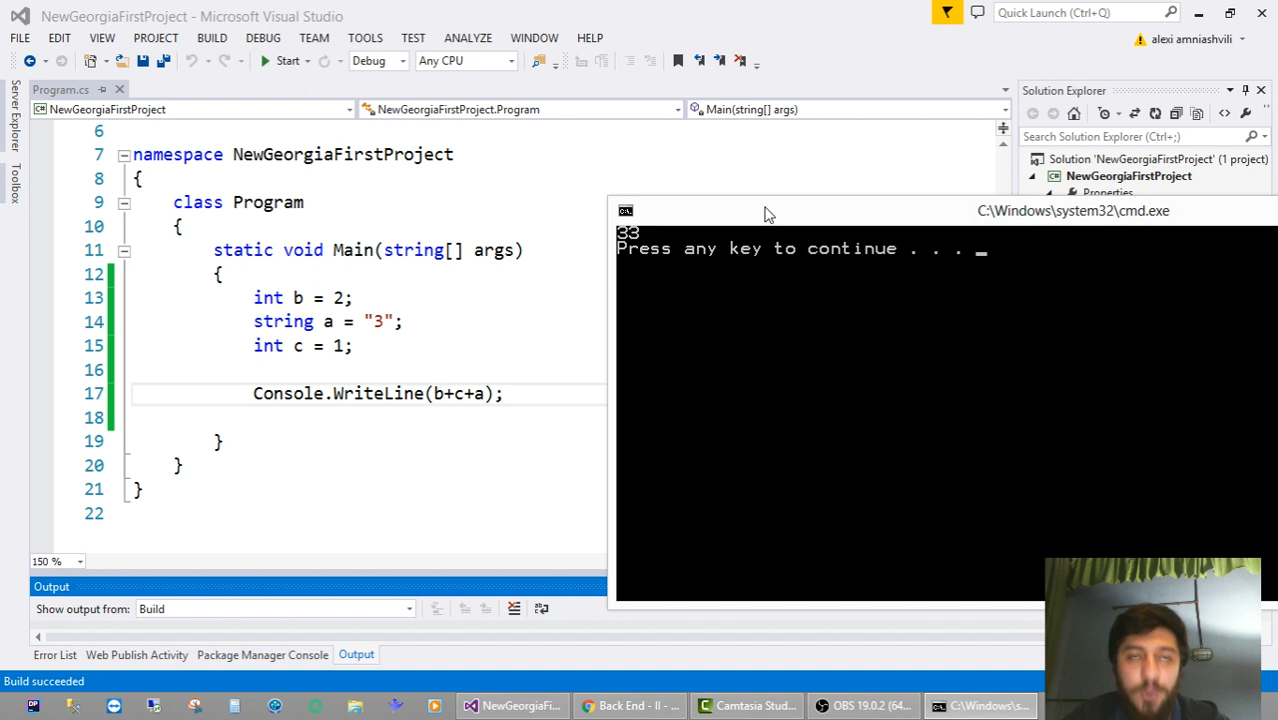 NewGeorgiaFirstProject - Microsoft Visual Studio
Quick Launch (Ctrl+Q)
FILE EDIT VIEW PROJECT BUILD DEBUG TEAM TOOLS TEST ANALYZE WINDOW HELP
alexi amniashvili
Start Debug Any CPU
Program.cs
Solution Explorer
NewGeorgiaFirstProject NewGeorgiaFirstProject.Program Main(string[] args)
Search Solution Explorer (Ctrl+;)
Solution 'NewGeorgiaFirstProject' (1 project)
NewGeorgiaFirstProject
Properties
Server Explorer
Toolbox
6
7 namespace NewGeorgiaFirstProject
8 {
9 class Program
10 {
11 static void Main(string[] args)
12 {
13 int b = 2;
14 string a = "3";
15 int c = 1;
16
17 Console.WriteLine(b+c+a);
18
19 }
20 }
21 }
22
C:\Windows\system32\cmd.exe
33
Press any key to continue . . . _
150 %
Output
Show output from: Build
Error List Web Publish Activity Package Manager Console Output
Build succeeded
NewGeorgiaFi... Back End - II - ... Camtasia Stud... OBS 19.0.2 (64... C:\Windows\s...